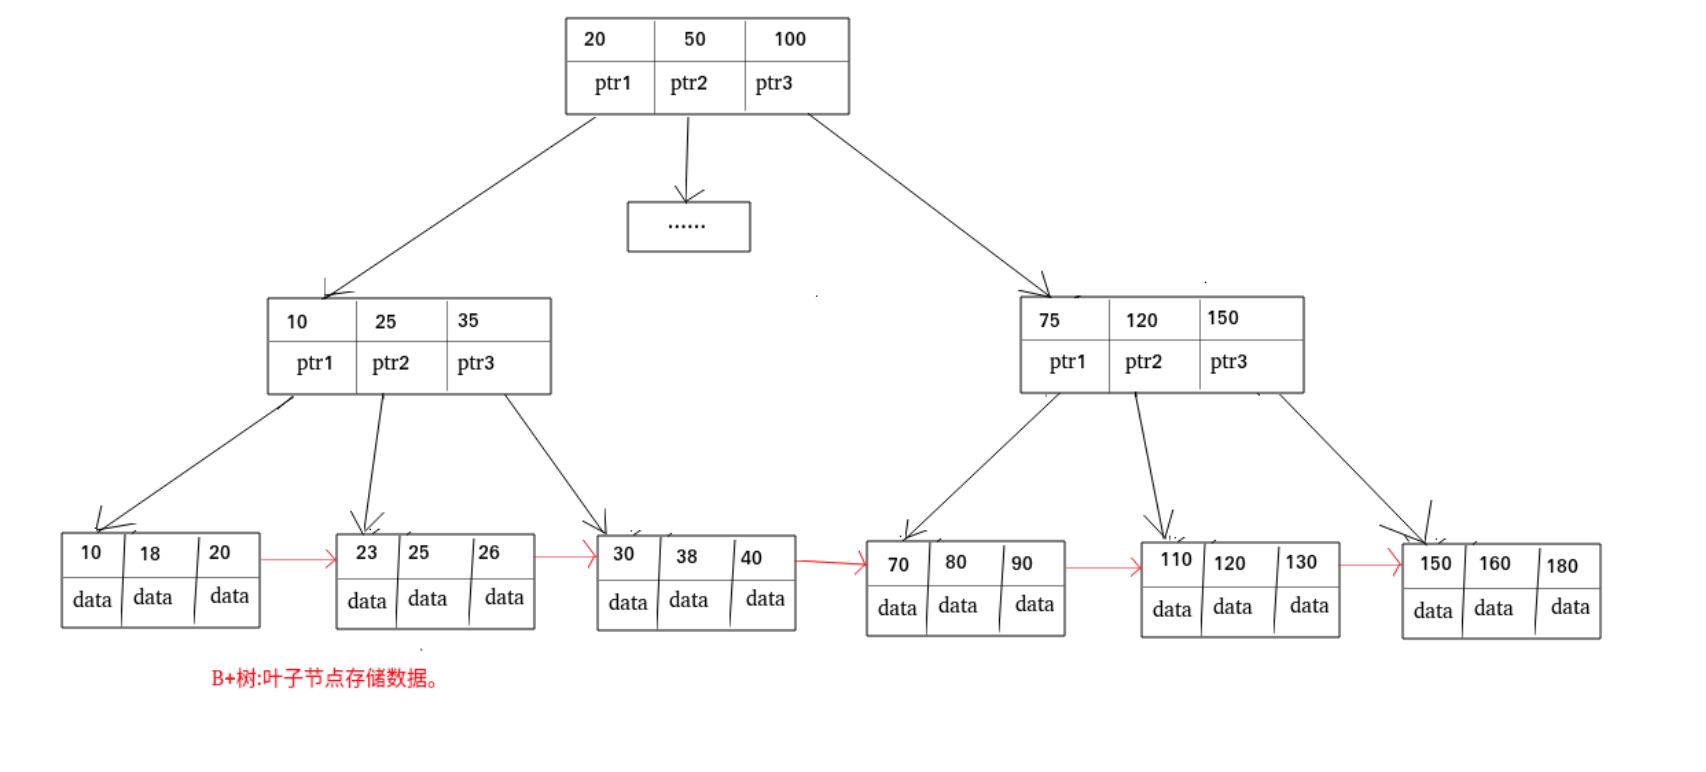 20 50 100
ptr1 ptr2 ptr3
......
10 25 35
ptr1 ptr2 ptr3
75 120 150
ptr1 ptr2 ptr3
10 18 20
data data data
23 25 26
data data data
30 38 40
data data data
70 80 90
data data data
110 120 130
data data data
150 160 180
data data data
B+树:叶子节点存储数据。